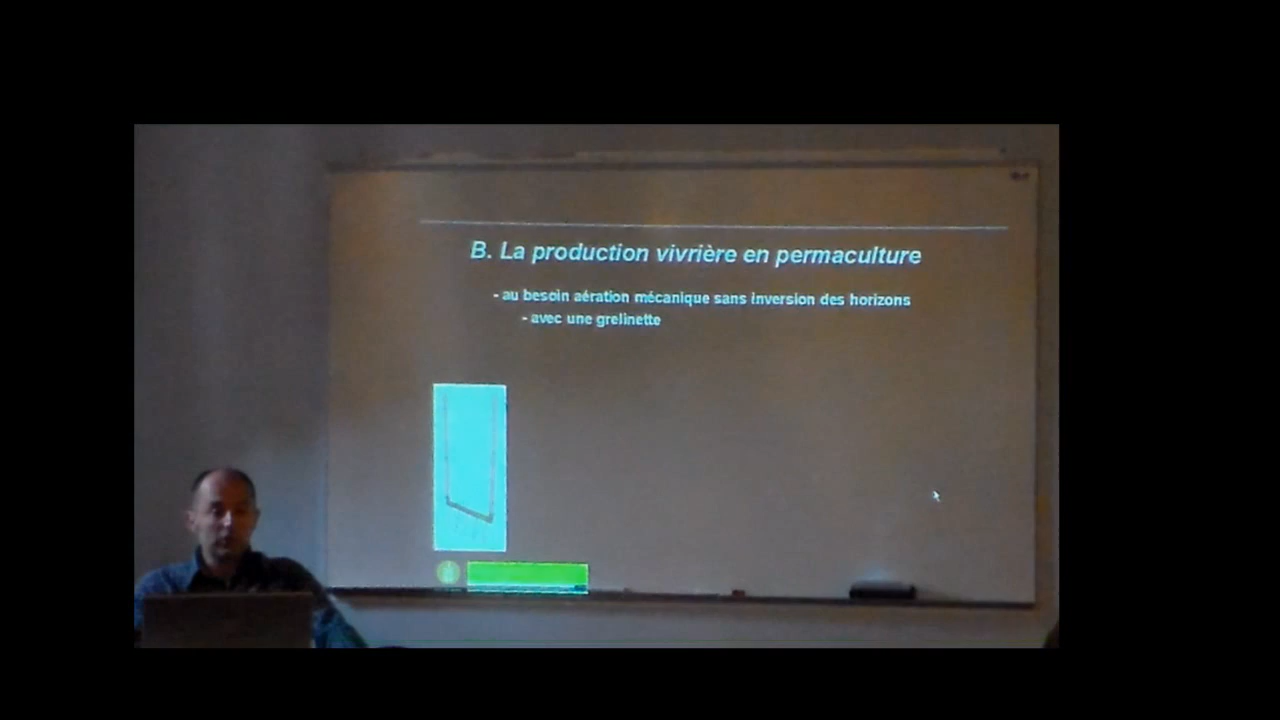 B. La production vivrière en permaculture
- au besoin aération mécanique sans inversion des horizons
- avec une grelinette